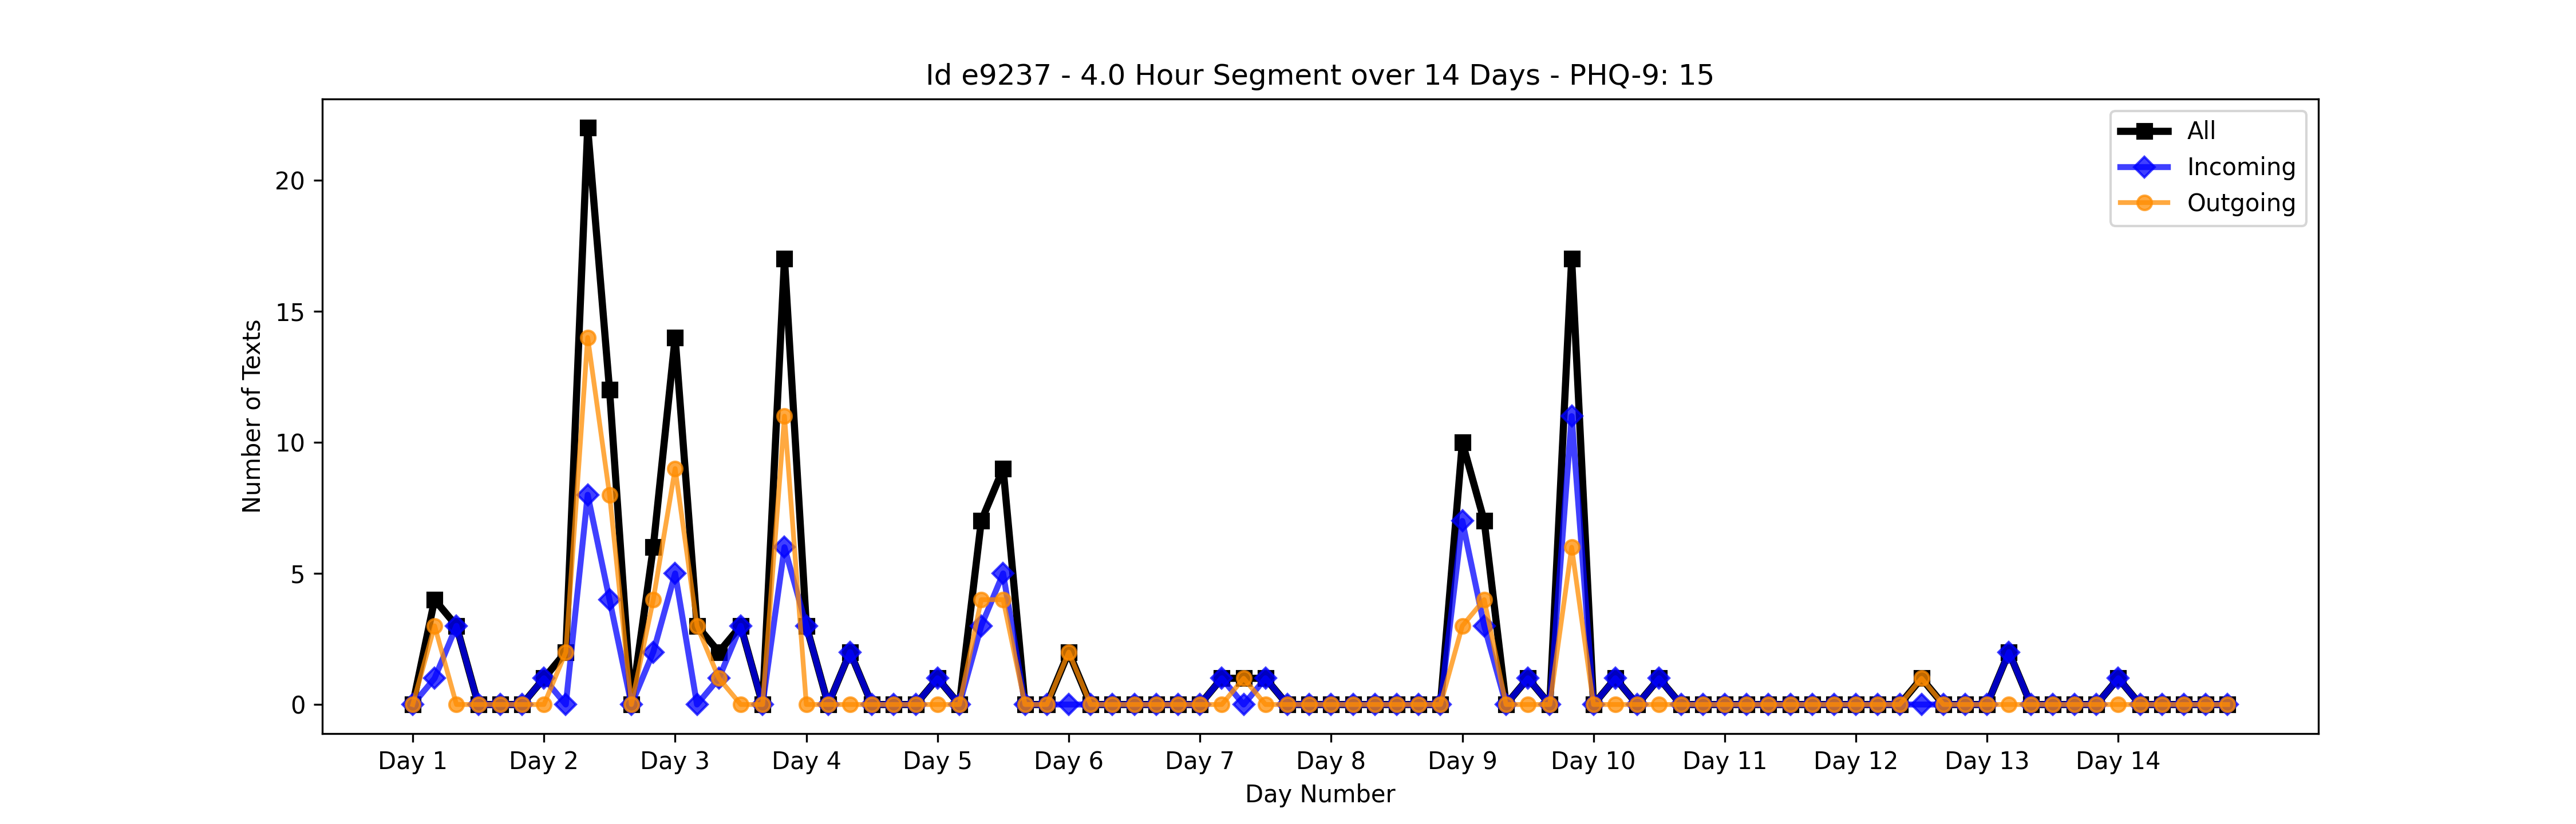 Id e9237 - 4.0 Hour Segment over 14 Days - PHQ-9: 15
All
Incoming
Outgoing
20
15
10
5
0
Number of Texts
Day 1 Day 2 Day 3 Day 4 Day 5 Day 6 Day 7 Day 8 Day 9 Day 10 Day 11 Day 12 Day 13 Day 14
Day Number